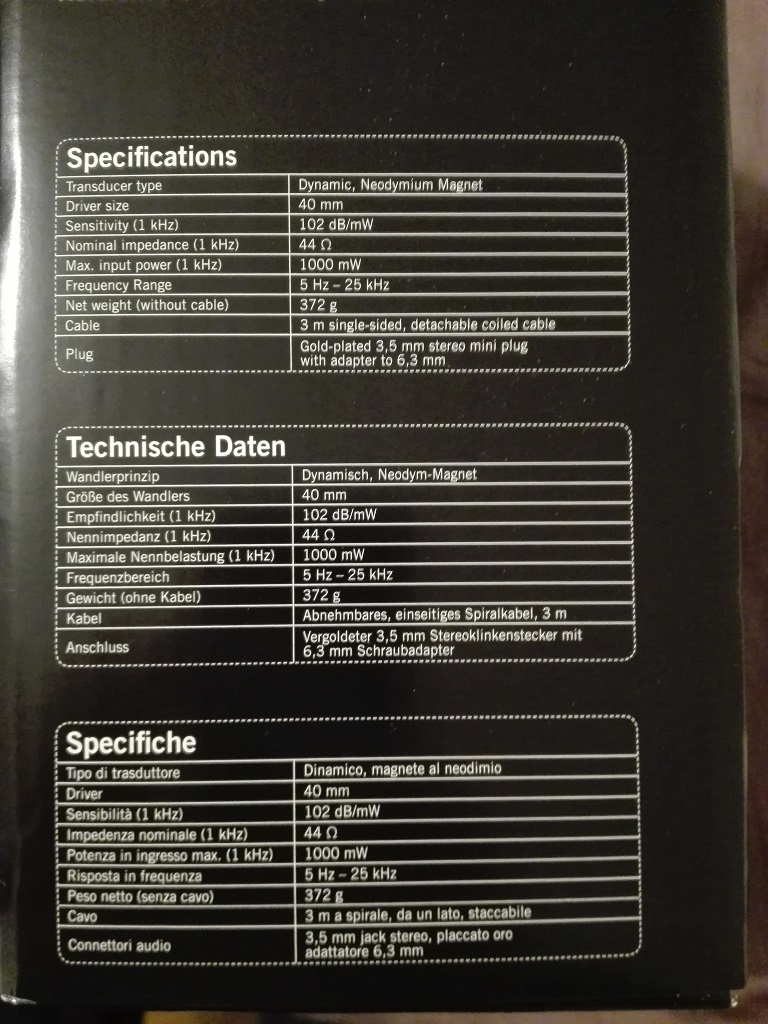 Specifications
Transducer type Dynamic, Neodymium Magnet
Driver size 40 mm
Sensitivity (1 kHz) 102 dB/mW
Nominal impedance (1 kHz) 44 Ω
Max. input power (1 kHz) 1000 mW
Frequency Range 5 Hz – 25 kHz
Net weight (without cable) 372 g
Cable 3 m single-sided, detachable coiled cable
Plug Gold-plated 3,5 mm stereo mini plug
with adapter to 6,3 mm
Technische Daten
Wandlerprinzip Dynamisch, Neodym-Magnet
Größe des Wandlers 40 mm
Empfindlichkeit (1 kHz) 102 dB/mW
Nennimpedanz (1 kHz) 44 Ω
Maximale Nennbelastung (1 kHz) 1000 mW
Frequenzbereich 5 Hz – 25 kHz
Gewicht (ohne Kabel) 372 g
Kabel Abnehmbares, einseitiges Spiralkabel, 3 m
Anschluss Vergoldeter 3,5 mm Stereoklinkenstecker mit
6,3 mm Schraubadapter
Specifiche
Tipo di trasduttore Dinamico, magnete al neodimio
Driver 40 mm
Sensibilità (1 kHz) 102 dB/mW
Impedenza nominale (1 kHz) 44 Ω
Potenza in ingresso max. (1 kHz) 1000 mW
Risposta in frequenza 5 Hz – 25 kHz
Peso netto (senza cavo) 372 g
Cavo 3 m a spirale, da un lato, staccabile
Connettori audio 3,5 mm jack stereo, placcato oro
adattatore 6,3 mm